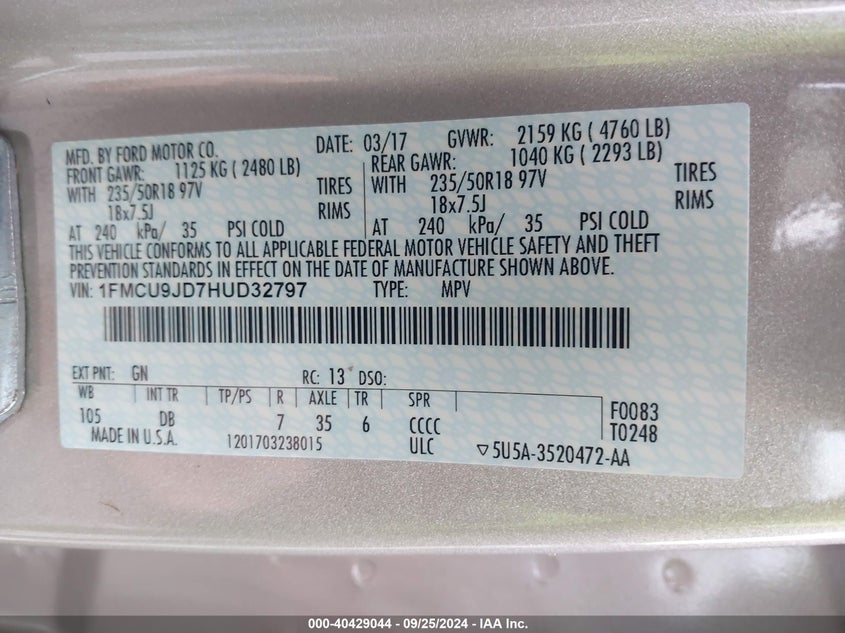 MFD. BY FORD MOTOR CO. DATE: 03/17 GVWR: 2159 KG ( 4760 LB)
FRONT GAWR: 1125 KG ( 2480 LB) REAR GAWR: 1040 KG ( 2293 LB)
WITH 235/50R18 97V TIRES WITH 235/50R18 97V TIRES
18x7.5J RIMS 18x7.5J RIMS
AT 240 kPa/ 35 PSI COLD AT 240 kPa/ 35 PSI COLD
THIS VEHICLE CONFORMS TO ALL APPLICABLE FEDERAL MOTOR VEHICLE SAFETY AND THEFT
PREVENTION STANDARDS IN EFFECT ON THE DATE OF MANUFACTURE SHOWN ABOVE.
VIN: 1FMCU9JD7HUD32797 TYPE: MPV
EXT PNT: GN RC: 13 DSO:
WB INT TR TP/PS R AXLE TR SPR
105 DB 7 35 6 CCCC F0083
MADE IN U.S.A. 1201703238015 ULC T0248
▽5U5A-3520472-AA
000-40429044 - 09/25/2024 - IAA Inc.